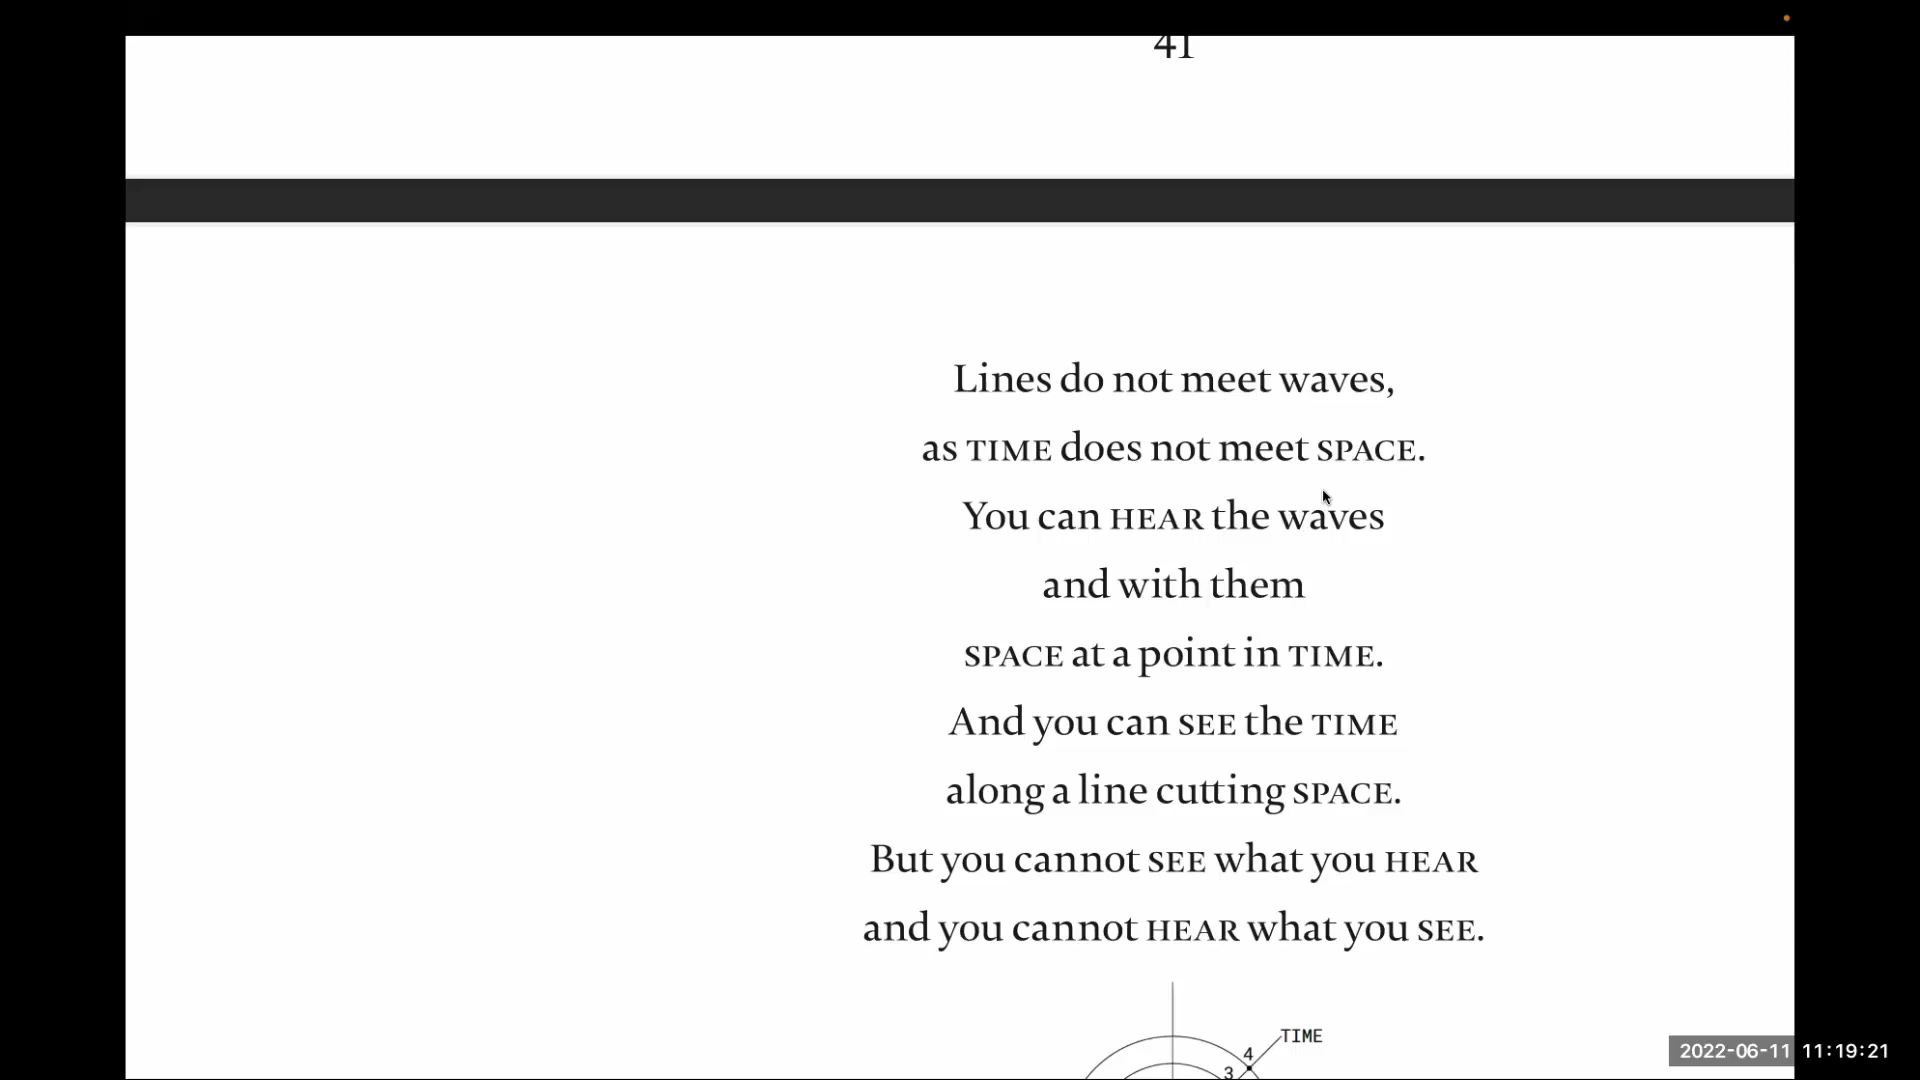 41
Lines do not meet waves,
as TIME does not meet SPACE.
You can HEAR the waves
and with them
SPACE at a point in TIME.
And you can SEE the TIME
along a line cutting SPACE.
But you cannot SEE what you HEAR
and you cannot HEAR what you SEE.
TIME
4
3
2022-06-11 11:19:21